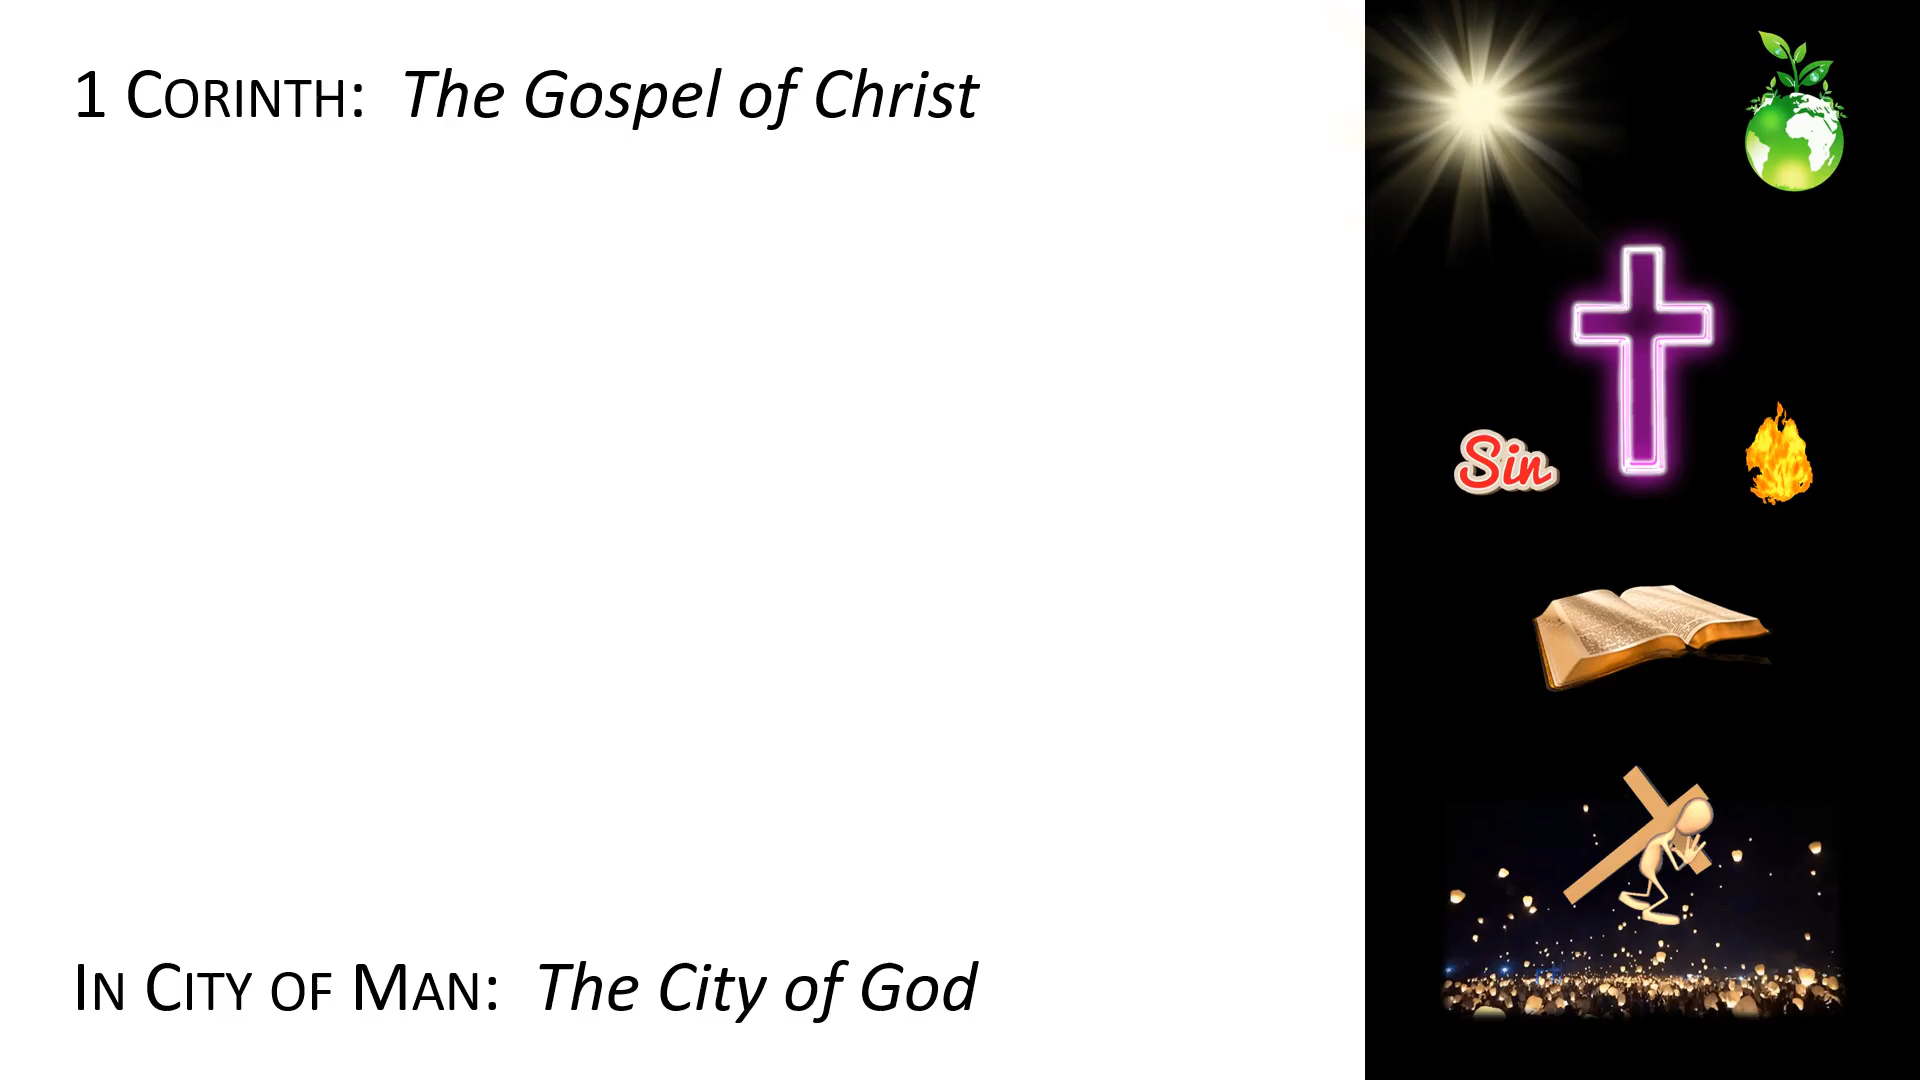 1 CORINTH: The Gospel of Christ
Sin
IN CITY OF MAN: The City of God